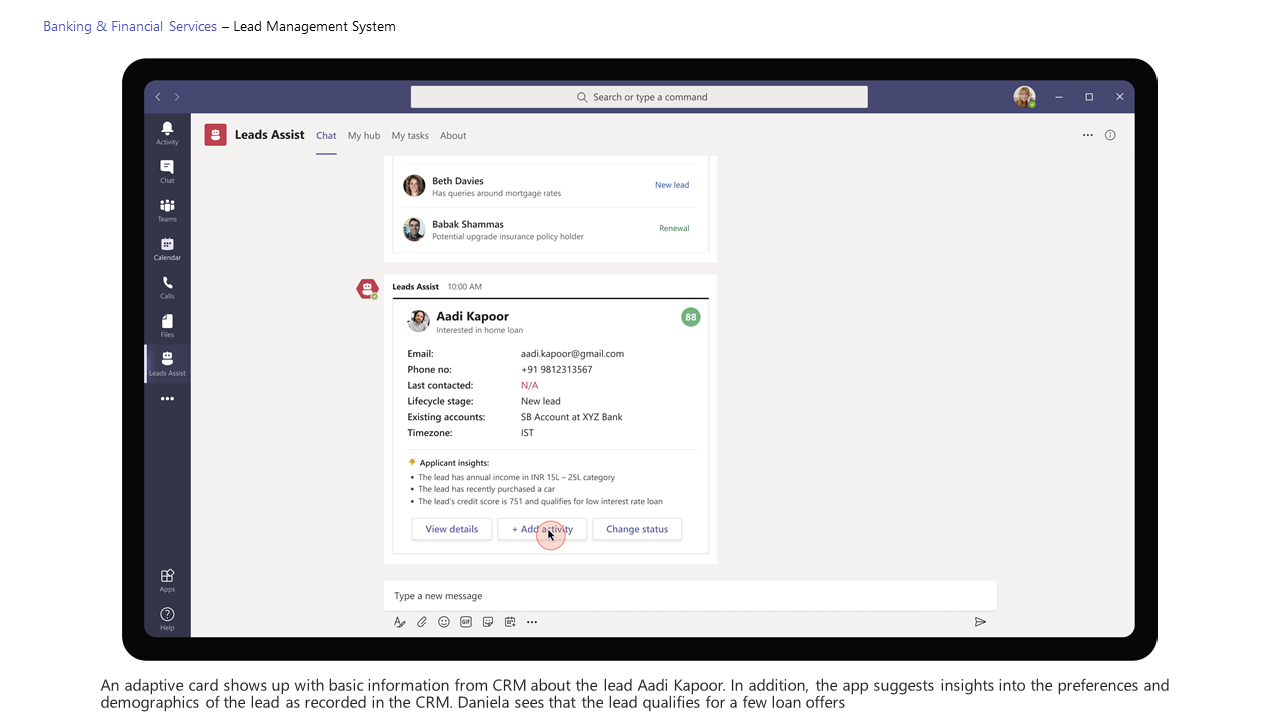 Banking & Financial Services – Lead Management System
Search or type a command
Leads Assist Chat My hub My tasks About
Activity
Chat
Teams
Calendar
Calls
Files
Leads Assist
Apps
Help
Beth Davies
Has queries around mortgage rates
New lead
Babak Shammas
Potential upgrade insurance policy holder
Renewal
Leads Assist 10:00 AM
Aadi Kapoor
Interested in home loan
88
Email: aadi.kapoor@gmail.com
Phone no: +91 9812313567
Last contacted: N/A
Lifecycle stage: New lead
Existing accounts: SB Account at XYZ Bank
Timezone: IST
Applicant insights:
• The lead has annual income in INR 15L – 25L category
• The lead has recently purchased a car
• The lead's credit score is 751 and qualifies for low interest rate loan
View details + Add activity Change status
Type a new message
GIF
An adaptive card shows up with basic information from CRM about the lead Aadi Kapoor. In addition, the app suggests insights into the preferences and
demographics of the lead as recorded in the CRM. Daniela sees that the lead qualifies for a few loan offers